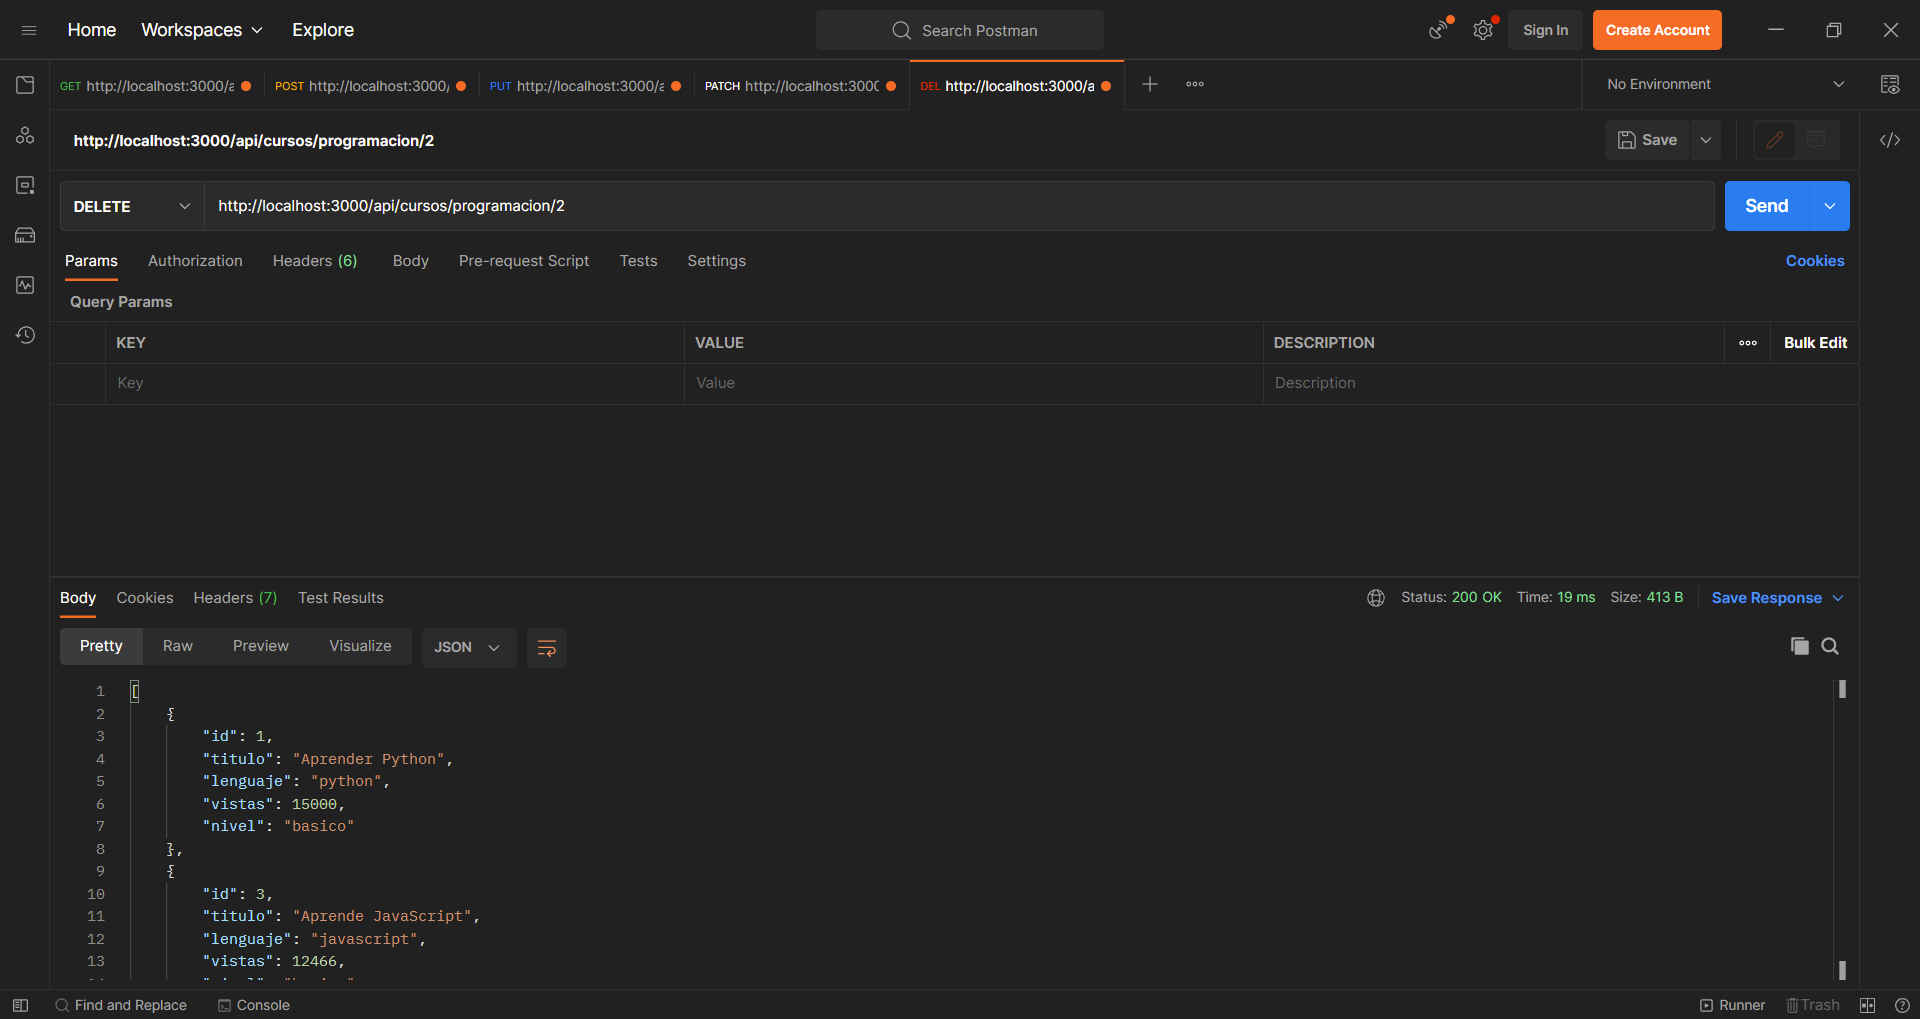 Home Workspaces Explore Search Postman Sign In Create Account
GET http://localhost:3000/a POST http://localhost:3000/ PUT http://localhost:3000/a PATCH http://localhost:3000 DEL http://localhost:3000/a No Environment
http://localhost:3000/api/cursos/programacion/2 Save
DELETE http://localhost:3000/api/cursos/programacion/2 Send
Params Authorization Headers (6) Body Pre-request Script Tests Settings Cookies
Query Params
KEY VALUE DESCRIPTION Bulk Edit
Key Value Description
Body Cookies Headers (7) Test Results Status: 200 OK Time: 19 ms Size: 413 B Save Response
Pretty Raw Preview Visualize JSON
1 [
2 {
3 "id": 1,
4 "titulo": "Aprender Python",
5 "lenguaje": "python",
6 "vistas": 15000,
7 "nivel": "basico"
8 },
9 {
10 "id": 3,
11 "titulo": "Aprende JavaScript",
12 "lenguaje": "javascript",
13 "vistas": 12466,
Find and Replace Console Runner Trash